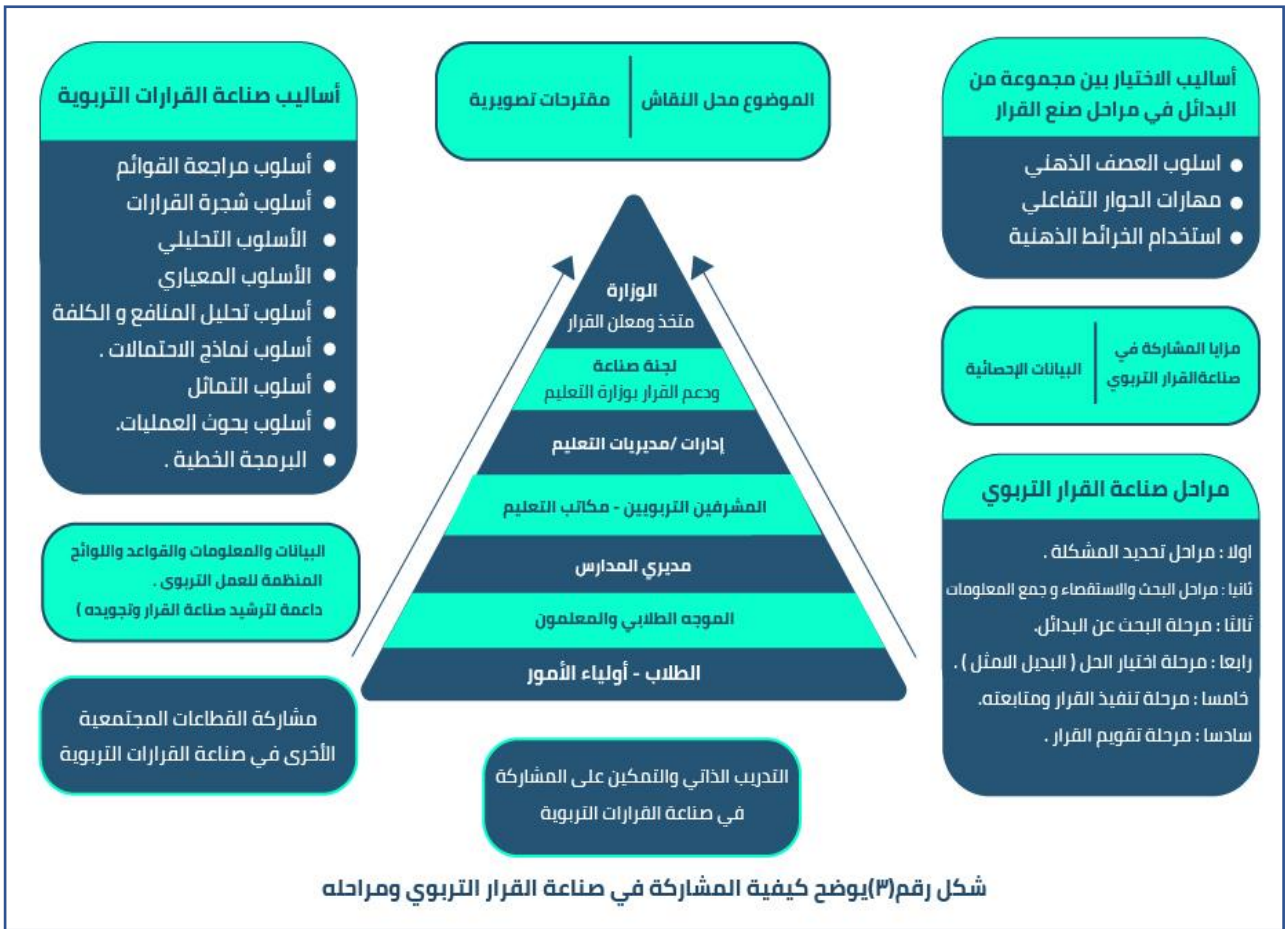 الموضوع محل النقاش
مقترحات تصويرية
أساليب الاختيار بين مجموعة من
البدائل في مراحل صنع القرار
اسلوب العصف الذهني
مهارات الحوار التفاعلي
استخدام الخرائط الذهنية
مزايا المشاركة في
صناعةالقرار التربوي
البيانات الإحصائية
مراحل صناعة القرار التربوي
اولا : مراحل تحديد المشكلة .
ثانيا : مراحل البحث والاستقصاء و جمع المعلومات
ثالثا : مرحلة البحث عن البدائل.
رابعا : مرحلة اختيار الحل ( البديل الامثل ) .
خامسا : مرحلة تنفيذ القرار ومتابعته.
سادسا : مرحلة تقويم القرار .
الوزارة
متخذ ومعلن القرار
لجنة صناعة
ودعم القرار بوزارة التعليم
إدارات /مديريات التعليم
المشرفين التربويين - مكاتب التعليم
مديري المدارس
الموجه الطلابي والمعلمون
الطلاب - أولياء الأمور
أساليب صناعة القرارات التربوية
أسلوب مراجعة القوائم
أسلوب شجرة القرارات
الأسلوب التحليلي
الأسلوب المعياري
أسلوب تحليل المنافع و الكلفة
أسلوب نماذج الاحتمالات .
أسلوب التماثل
أسلوب بحوث العمليات.
البرمجة الخطية .
البيانات والمعلومات والقواعد واللوائح
المنظمة للعمل التربوي .
داعمة لترشيد صناعة القرار وتجويده )
مشاركة القطاعات المجتمعية
الأخرى في صناعة القرارات التربوية
التدريب الذاتي والتمكين على المشاركة
في صناعة القرارات التربوية
شكل رقم(٣)يوضح كيفية المشاركة في صناعة القرار التربوي ومراحله